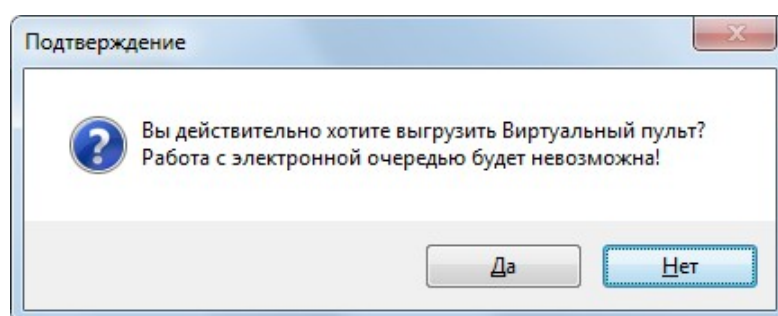 Подтверждение
Вы действительно хотите выгрузить Виртуальный пульт?
Работа с электронной очередью будет невозможна!
Да
Нет